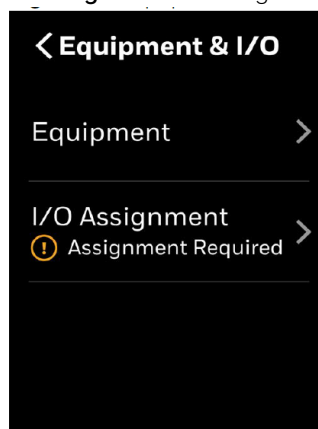 Equipment & I/O
Equipment
I/O Assignment
Assignment Required